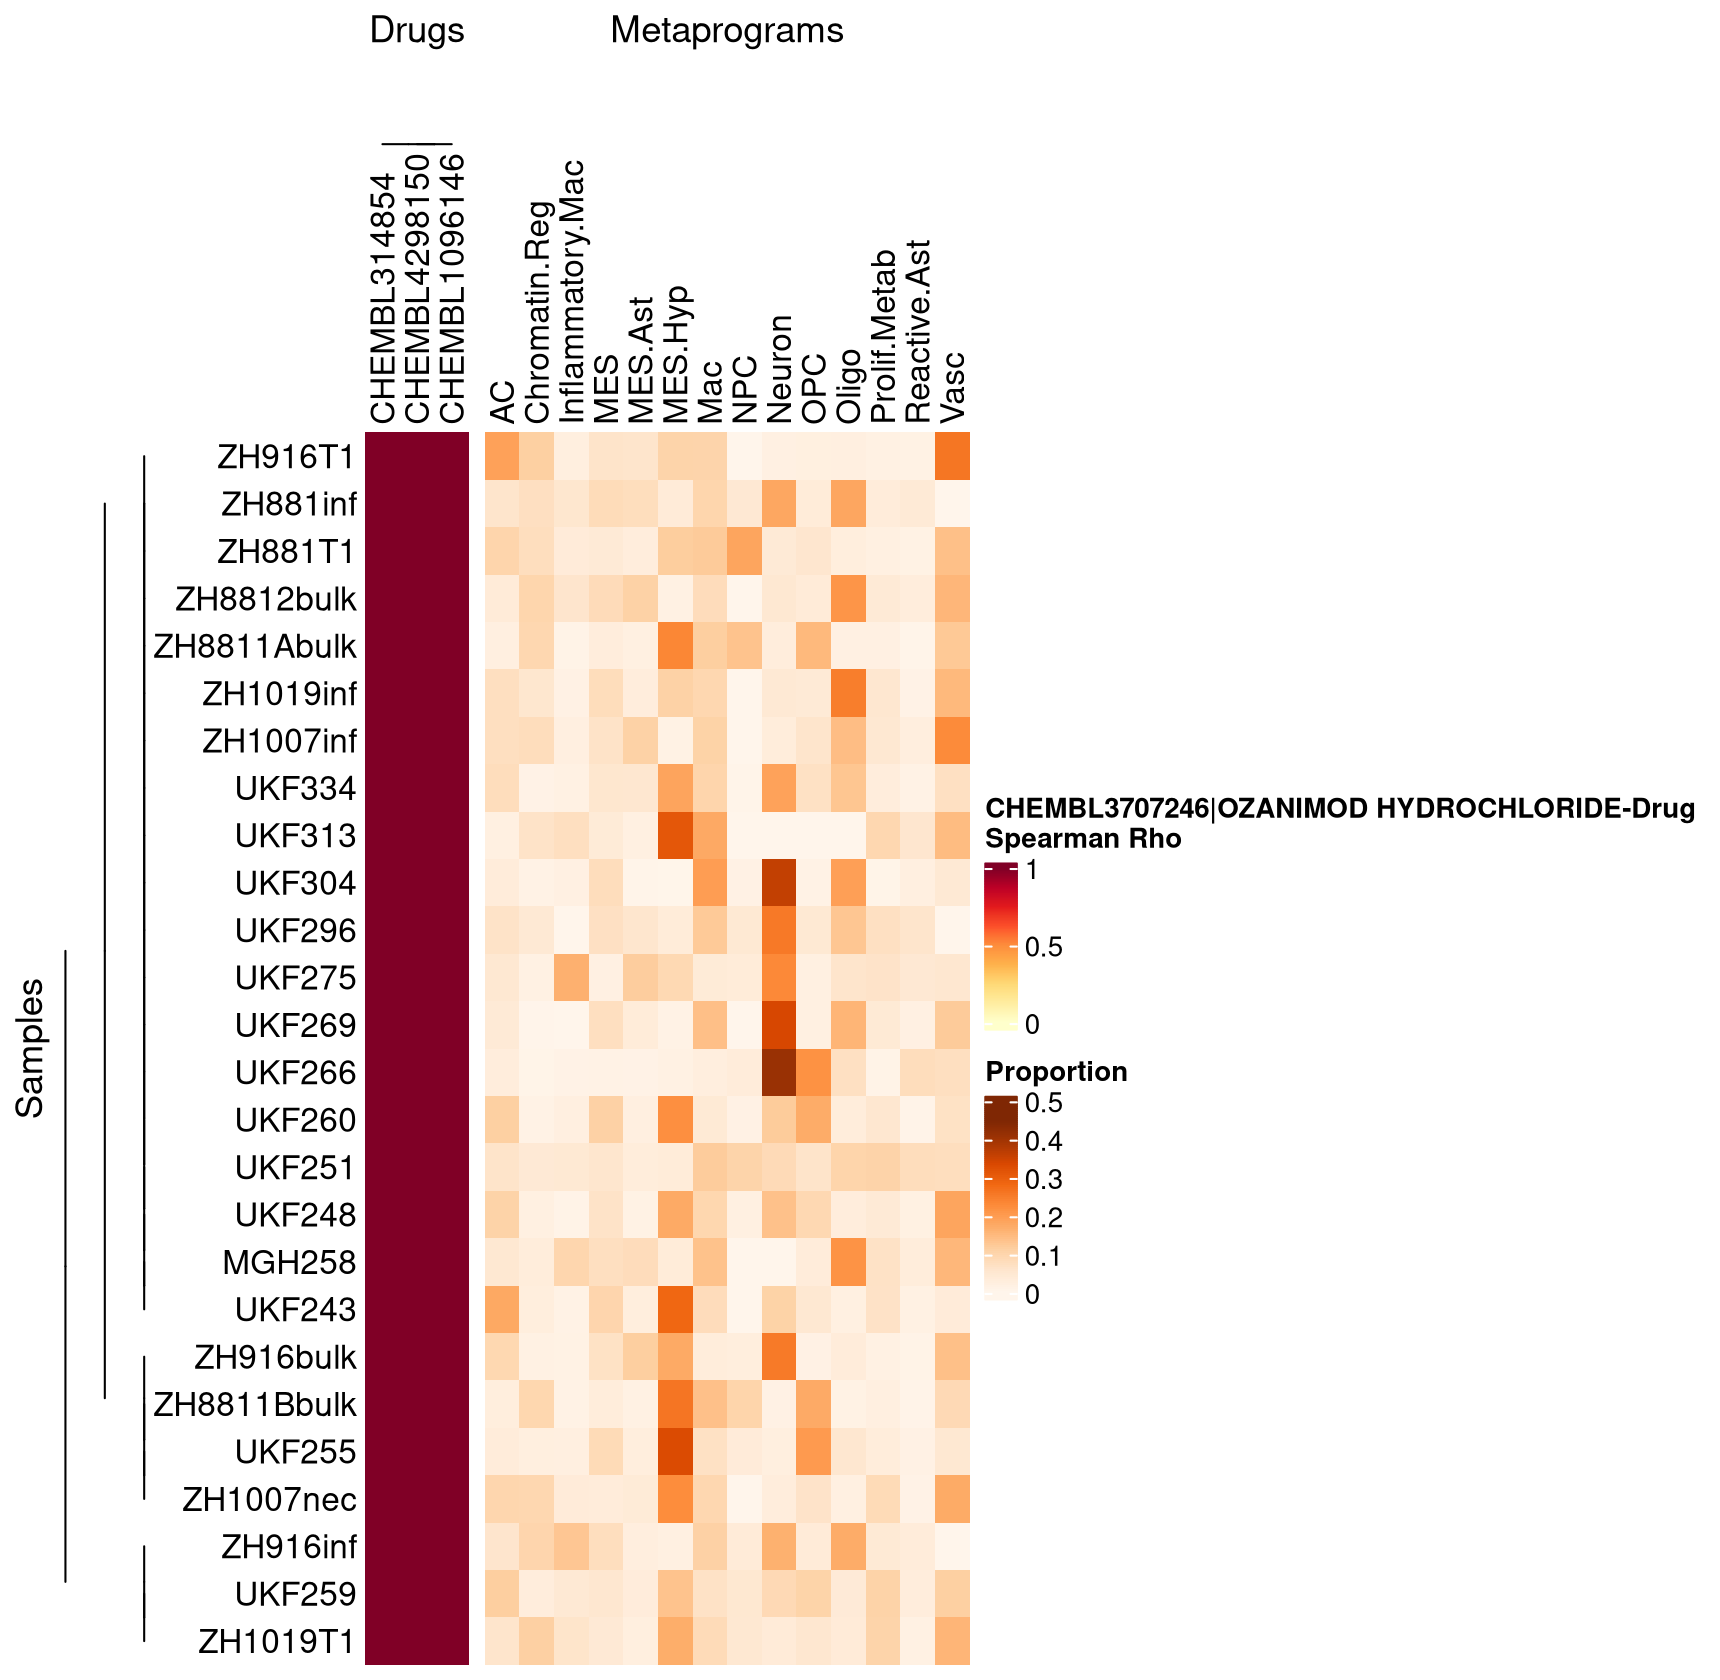 Drugs
Metaprograms
CHEMBL314854
CHEMBL4298150
CHEMBL1096146
AC
Chromatin.Reg
Inflammatory.Mac
MES
MES.Ast
MES.Hyp
Mac
NPC
Neuron
OPC
Oligo
Prolif.Metab
Reactive.Ast
Vasc
Samples
ZH916T1
ZH881inf
ZH881T1
ZH8812bulk
ZH8811Abulk
ZH1019inf
ZH1007inf
UKF334
UKF313
UKF304
UKF296
UKF275
UKF269
UKF266
UKF260
UKF251
UKF248
MGH258
UKF243
ZH916bulk
ZH8811Bbulk
UKF255
ZH1007nec
ZH916inf
UKF259
ZH1019T1
CHEMBL3707246|OZANIMOD HYDROCHLORIDE-Drug
Spearman Rho
1
0.5
0
Proportion
0.5
0.4
0.3
0.2
0.1
0